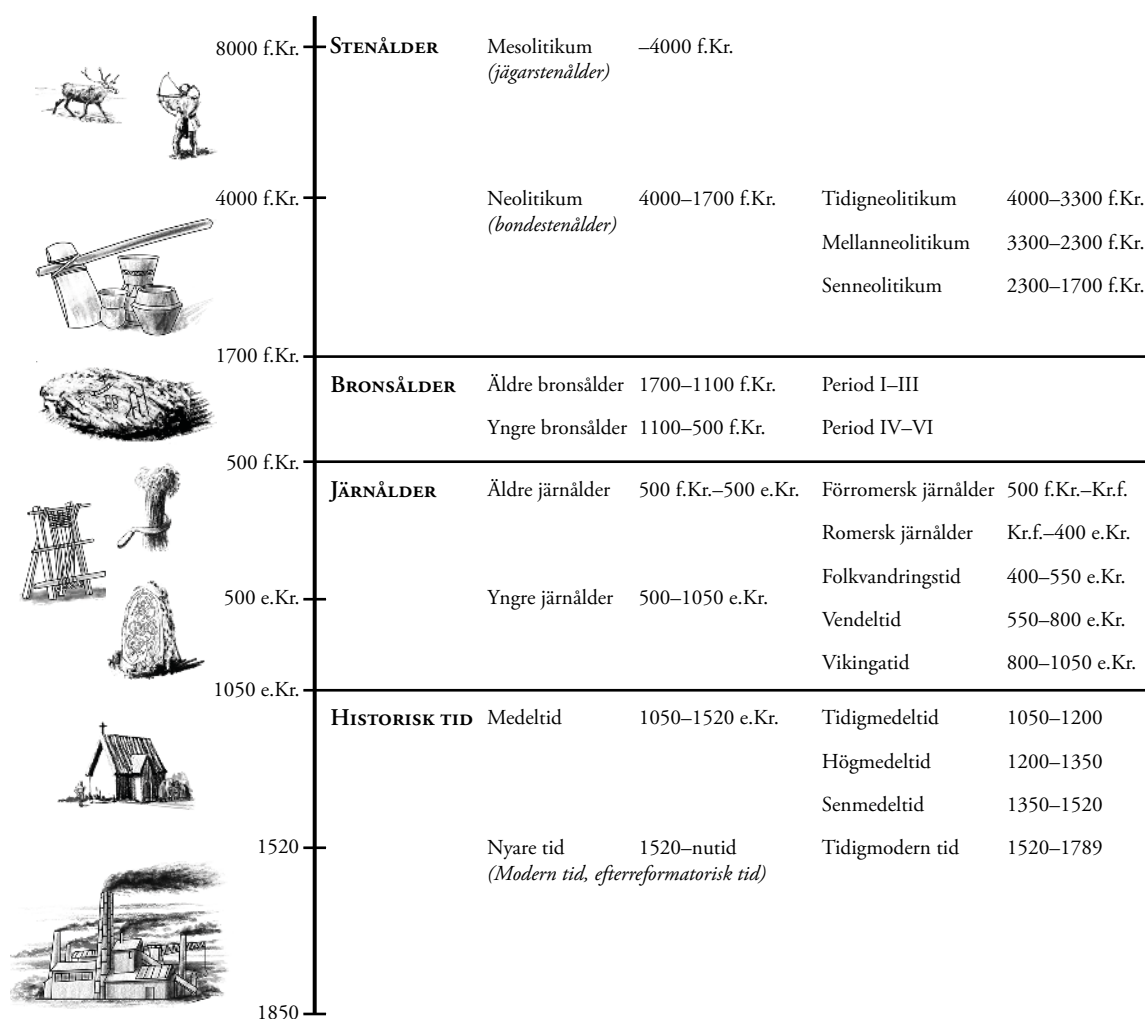 8000 f.Kr. STENÅLDER Mesolitikum –4000 f.Kr.
(jägarstenålder)
4000 f.Kr. Neolitikum 4000–1700 f.Kr. Tidigneolitikum 4000–3300 f.Kr.
(bondestenålder)
Mellanneolitikum 3300–2300 f.Kr.
Senneolitikum 2300–1700 f.Kr.
1700 f.Kr.
BRONSÅLDER Äldre bronsålder 1700–1100 f.Kr. Period I–III
Yngre bronsålder 1100–500 f.Kr. Period IV–VI
500 f.Kr.
JÄRNÅLDER Äldre järnålder 500 f.Kr.–500 e.Kr. Förromersk järnålder 500 f.Kr.–Kr.f.
Romersk järnålder Kr.f.–400 e.Kr.
Folkvandringstid 400–550 e.Kr.
500 e.Kr. Yngre järnålder 500–1050 e.Kr.
Vendeltid 550–800 e.Kr.
Vikingatid 800–1050 e.Kr.
1050 e.Kr.
HISTORISK TID Medeltid 1050–1520 e.Kr. Tidigmedeltid 1050–1200
Högmedeltid 1200–1350
Senmedeltid 1350–1520
1520 Nyare tid 1520–nutid Tidigmodern tid 1520–1789
(Modern tid, efterreformatorisk tid)
1850